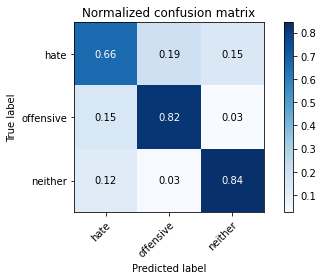 Normalized confusion matrix
True label
hate 0.66 0.19 0.15
offensive 0.15 0.82 0.03
neither 0.12 0.03 0.84
hate offensive neither
Predicted label
0.8
0.7
0.6
0.5
0.4
0.3
0.2
0.1